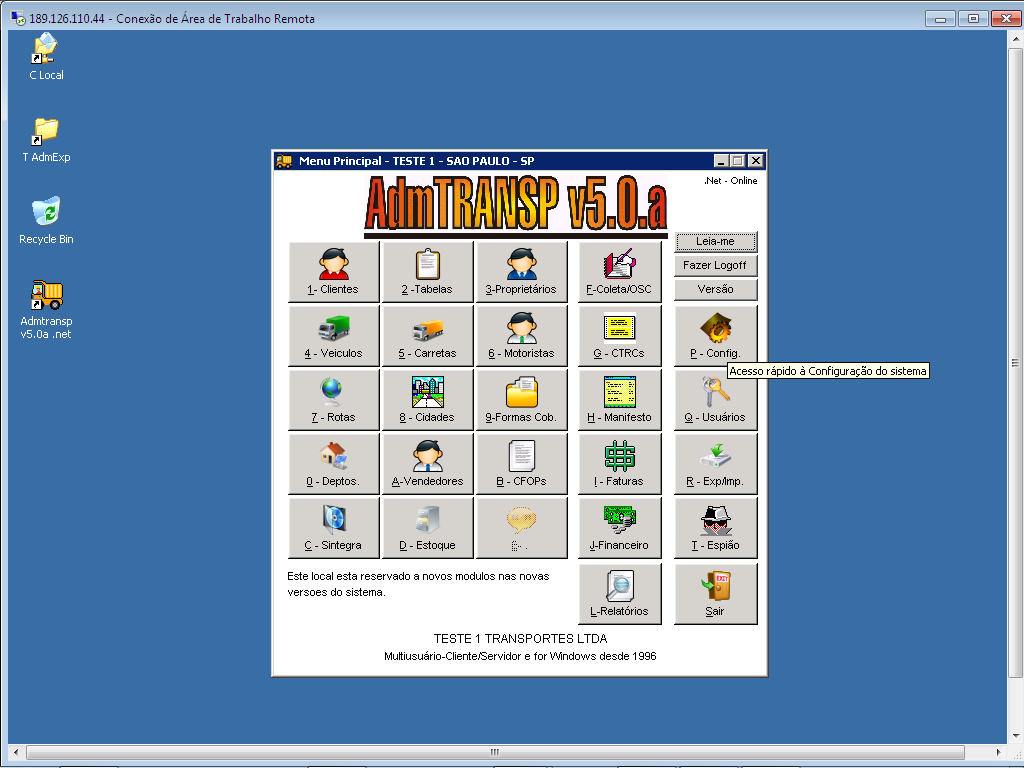 189.126.110.44 - Conexão de Área de Trabalho Remota
C Local
T AdmExp
Recycle Bin
Admtransp
v5.0a .net
Menu Principal - TESTE 1 - SAO PAULO - SP
AdmTRANSP v5.0.a
.Net - Online
Leia-me
Fazer Logoff
Versão
1- Clientes
2 -Tabelas
3-Proprietários
F-Coleta/OSC
4 - Veiculos
5 - Carretas
6 - Motoristas
G - CTRCs
P - Config.
Acesso rápido à Configuração do sistema
7 - Rotas
8 - Cidades
9-Formas Cob.
H - Manifesto
Q - Usuários
0 - Deptos.
A-Vendedores
B - CFOPs
I - Faturas
R - Exp/Imp.
C - Sintegra
D - Estoque
E- .
J-Financeiro
T - Espião
Este local esta reservado a novos modulos nas novas
versoes do sistema.
L-Relatórios
EXIT
Sair
TESTE 1 TRANSPORTES LTDA
Multiusuário-Cliente/Servidor e for Windows desde 1996